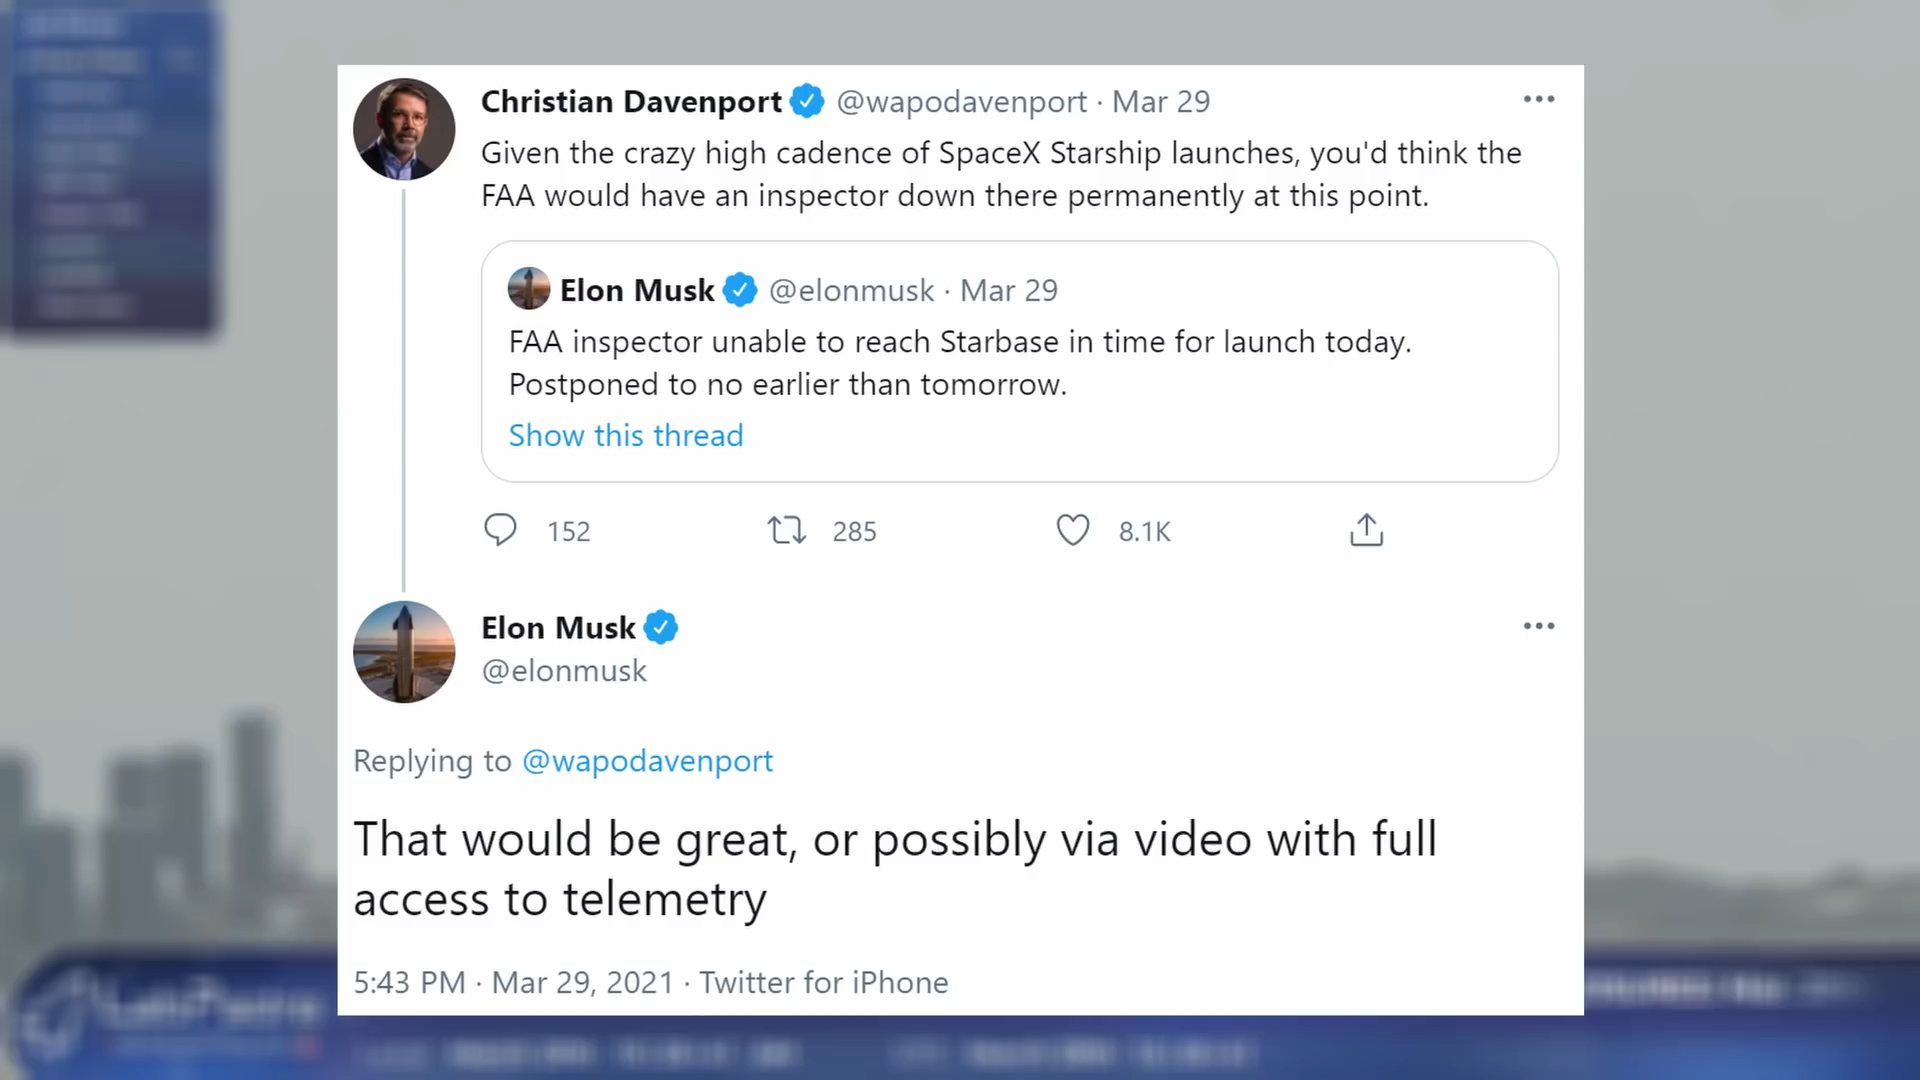 Christian Davenport @wapodavenport · Mar 29
Given the crazy high cadence of SpaceX Starship launches, you'd think the
FAA would have an inspector down there permanently at this point.
Elon Musk @elonmusk · Mar 29
FAA inspector unable to reach Starbase in time for launch today.
Postponed to no earlier than tomorrow.
Show this thread
152 285 8.1K
Elon Musk
@elonmusk
Replying to @wapodavenport
That would be great, or possibly via video with full
access to telemetry
5:43 PM · Mar 29, 2021 · Twitter for iPhone